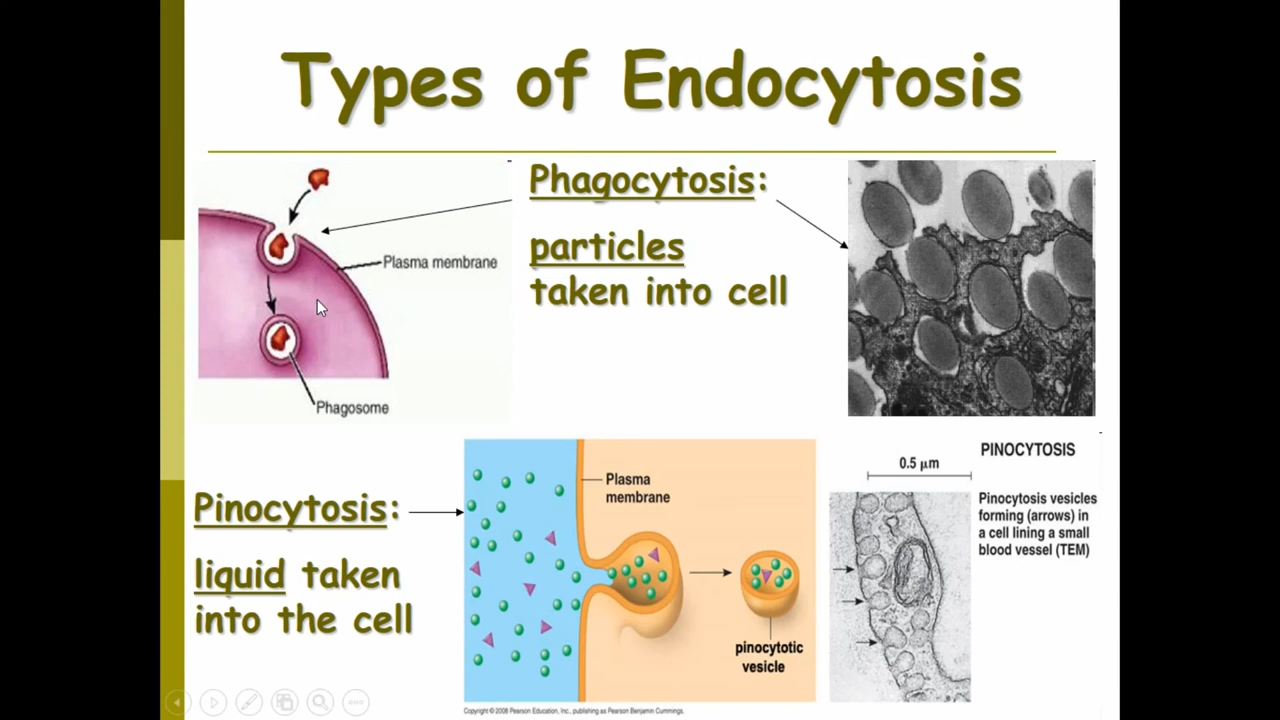 Types of Endocytosis
Phagocytosis:
particles
taken into cell
Plasma membrane
Phagosome
Pinocytosis:
liquid taken
into the cell
Plasma
membrane
pinocytotic
vesicle
Copyright © 2008 Pearson Education, Inc., publishing as Pearson Benjamin Cummings.
0.5 µm
PINOCYTOSIS
Pinocytosis vesicles
forming (arrows) in
a cell lining a small
blood vessel (TEM)